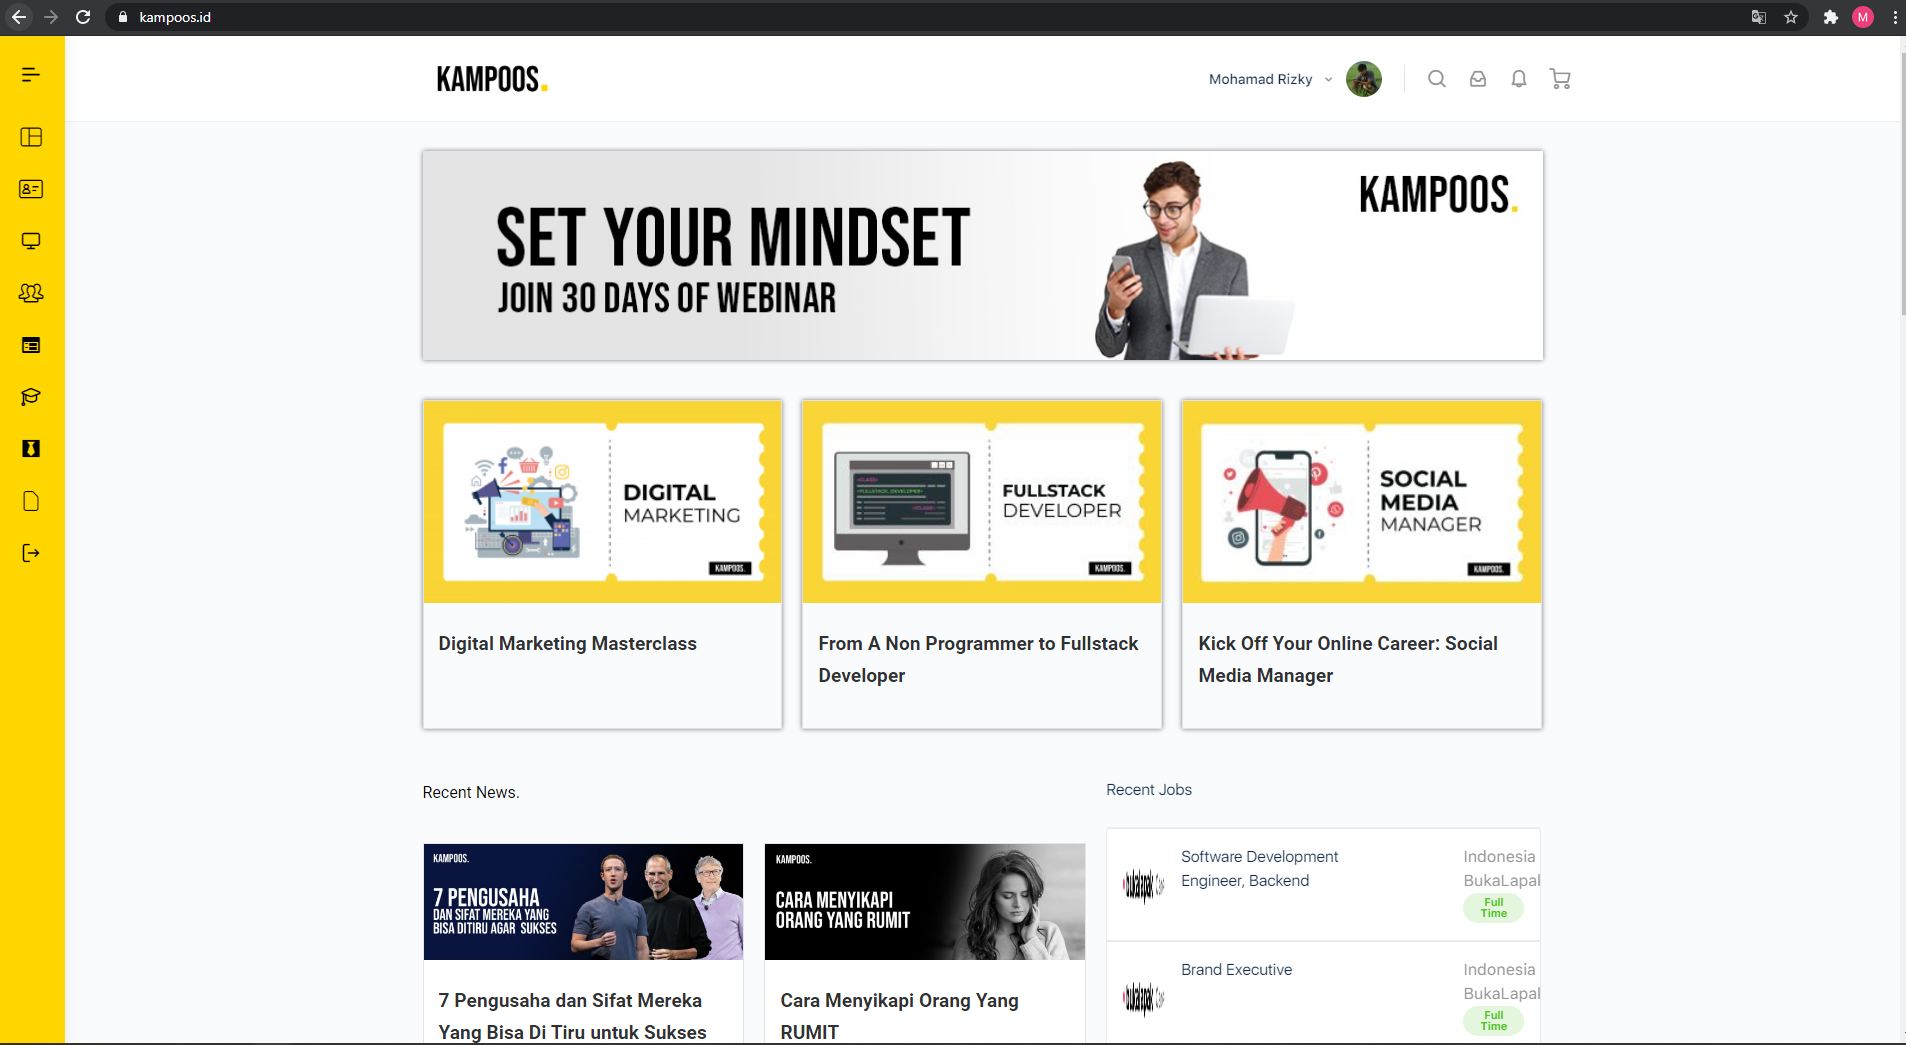 kampoos.id
M
KAMPOOS.
Mohamad Rizky
SET YOUR MINDSET
JOIN 30 DAYS OF WEBINAR
KAMPOOS.
DIGITAL
MARKETING
KAMPOOS.
Digital Marketing Masterclass
<FULLSTACK_DEVELOPER>
FULLSTACK
DEVELOPER
KAMPOOS.
From A Non Programmer to Fullstack
Developer
SOCIAL
MEDIA
MANAGER
KAMPOOS.
Kick Off Your Online Career: Social
Media Manager
Recent News.
KAMPOOS.
7 PENGUSAHA
DAN SIFAT MEREKA YANG
BISA DITIRU AGAR SUKSES
7 Pengusaha dan Sifat Mereka
Yang Bisa Di Tiru untuk Sukses
KAMPOOS.
CARA MENYIKAPI
ORANG YANG RUMIT
Cara Menyikapi Orang Yang
RUMIT
Recent Jobs
bukalapak
Software Development
Engineer, Backend
Indonesia
BukaLapak
Full
Time
bukalapak
Brand Executive
Indonesia
BukaLapak
Full
Time